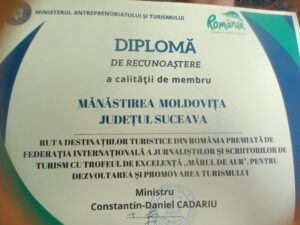 MINISTERUL ANTREPRENORIATULUI ȘI TURISMULUI
România
DIPLOMĂ
DE RECUNOAȘTERE
a calității de membru
MĂNĂSTIREA MOLDOVIȚA
JUDEȚUL SUCEAVA
RUTA DESTINAȚIILOR TURISTICE DIN ROMÂNIA PREMIATĂ DE
FEDERAȚIA INTERNAȚIONALĂ A JURNALIȘTILOR ȘI SCRIITORILOR DE
TURISM CU TROFEUL DE EXCELENȚĂ „MĂRUL DE AUR”, PENTRU
DEZVOLTAREA ȘI PROMOVAREA TURISMULUI
Ministru
Constantin-Daniel CADARIU